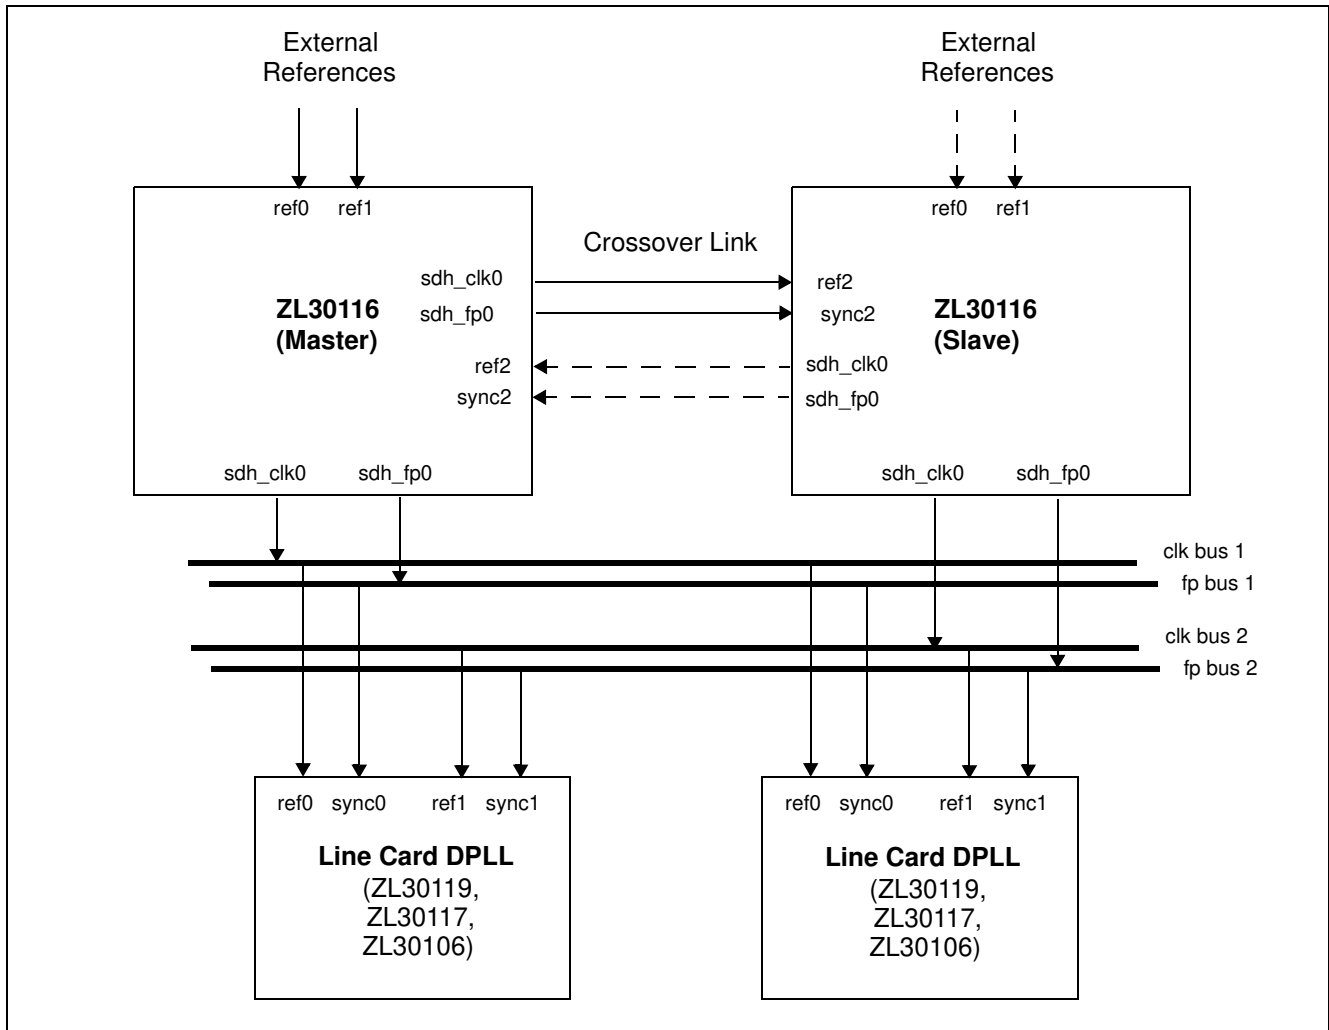 External
References
External
References
ref0 ref1
ref0 ref1
Crossover Link
sdh_clk0
ref2
ZL30116
(Master)
sdh_fp0
sync2
ZL30116
(Slave)
ref2
sdh_clk0
sync2
sdh_fp0
sdh_clk0 sdh_fp0
sdh_clk0 sdh_fp0
clk bus 1
fp bus 1
clk bus 2
fp bus 2
ref0 sync0 ref1 sync1
Line Card DPLL
(ZL30119,
ZL30117,
ZL30106)
ref0 sync0 ref1 sync1
Line Card DPLL
(ZL30119,
ZL30117,
ZL30106)